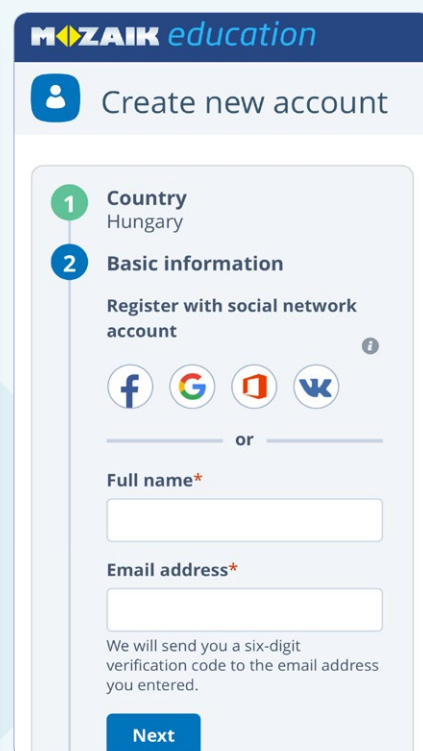 MOZAIK education
Create new account
1
Country
Hungary
2
Basic information
Register with social network
account
i
f
G
or
Full name*
Email address*
We will send you a six-digit
verification code to the email address
you entered.
Next